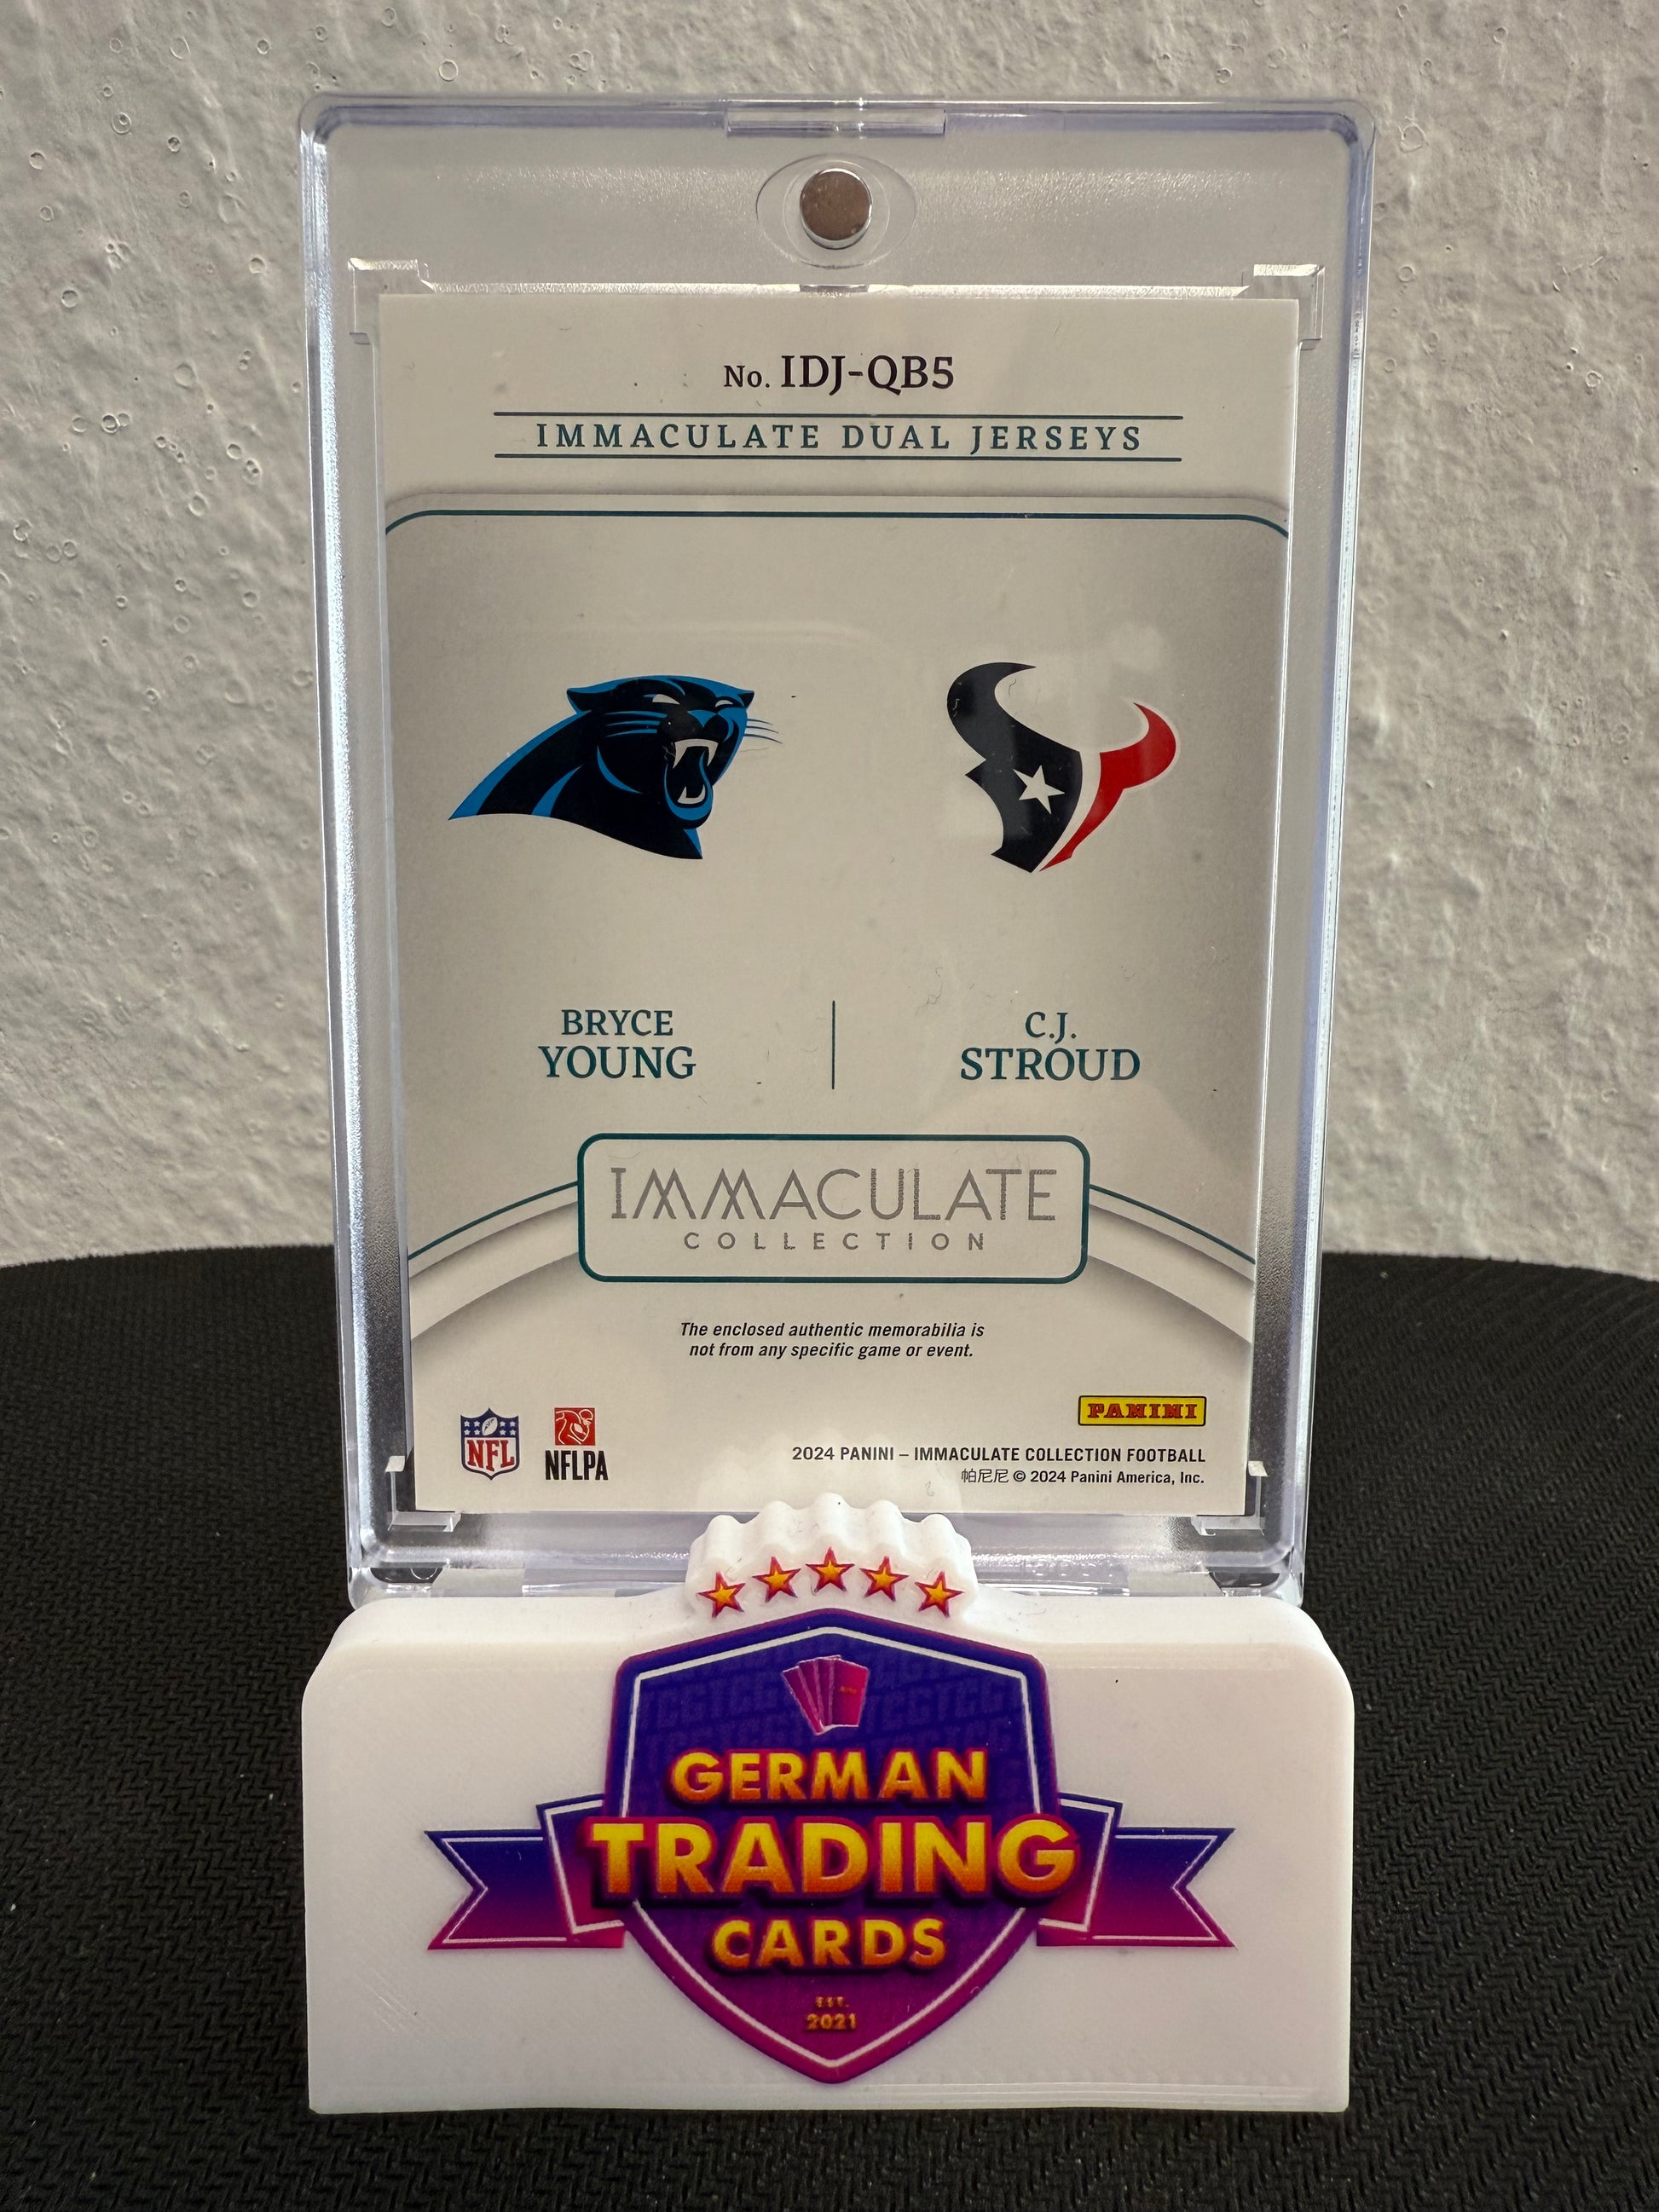 No. IDJ-QB5
IMMACULATE DUAL JERSEYS
BRYCE
YOUNG
C.J.
STROUD
IMMACULATE
COLLECTION
The enclosed authentic memorabilia is
not from any specific game or event.
NFL
NFLPA
PANINI
2024 PANINI – IMMACULATE COLLECTION FOOTBALL
帕尼尼 © 2024 Panini America, Inc.
GERMAN
TRADING
CARDS
EST.
2021